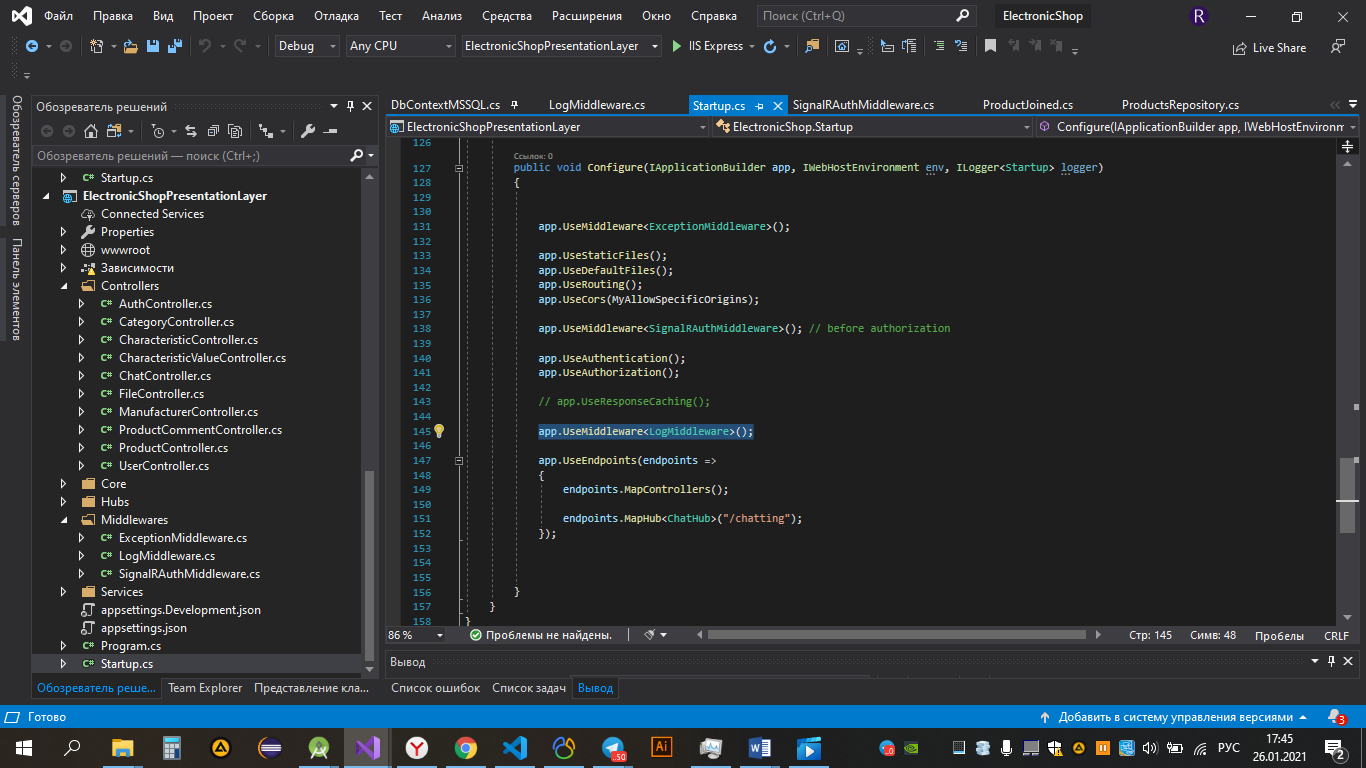 Файл Правка Вид Проект Сборка Отладка Тест Анализ Средства Расширения Окно Справка Поиск (Ctrl+Q) ElectronicShop R
Debug Any CPU ElectronicShopPresentationLayer IIS Express Live Share
Обозреватель серверов
Панель элементов
Обозреватель решений
Обозреватель решений — поиск (Ctrl+;)
C# Startup.cs
ElectronicShopPresentationLayer
Connected Services
Properties
wwwroot
Зависимости
Controllers
C# AuthController.cs
C# CategoryController.cs
C# CharacteristicController.cs
C# CharacteristicValueController.cs
C# ChatController.cs
C# FileController.cs
C# ManufacturerController.cs
C# ProductCommentController.cs
C# ProductController.cs
C# UserController.cs
Core
Hubs
Middlewares
C# ExceptionMiddleware.cs
C# LogMiddleware.cs
C# SignalRAuthMiddleware.cs
Services
appsettings.Development.json
appsettings.json
C# Program.cs
C# Startup.cs
Обозреватель реше... Team Explorer Представление кла...
DbContextMSSQL.cs LogMiddleware.cs Startup.cs SignalRAuthMiddleware.cs ProductJoined.cs ProductsRepository.cs
ElectronicShopPresentationLayer ElectronicShop.Startup Configure(IApplicationBuilder app, IWebHostEnvironm
126
Ссылок: 0
127 public void Configure(IApplicationBuilder app, IWebHostEnvironment env, ILogger<Startup> logger)
128 {
129
130
131 app.UseMiddleware<ExceptionMiddleware>();
132
133 app.UseStaticFiles();
134 app.UseDefaultFiles();
135 app.UseRouting();
136 app.UseCors(MyAllowSpecificOrigins);
137
138 app.UseMiddleware<SignalRAuthMiddleware>(); // before authorization
139
140 app.UseAuthentication();
141 app.UseAuthorization();
142
143 // app.UseResponseCaching();
144
145 app.UseMiddleware<LogMiddleware>();
146
147 app.UseEndpoints(endpoints =>
148 {
149 endpoints.MapControllers();
150
151 endpoints.MapHub<ChatHub>("/chatting");
152 });
153
154
155
156 }
157 }
158 }
86 % Проблемы не найдены. Стр: 145 Симв: 48 Пробелы CRLF
Вывод
Список ошибок Список задач Вывод
Готово Добавить в систему управления версиями 3
Ai РУС 17:45
26.01.2021 2